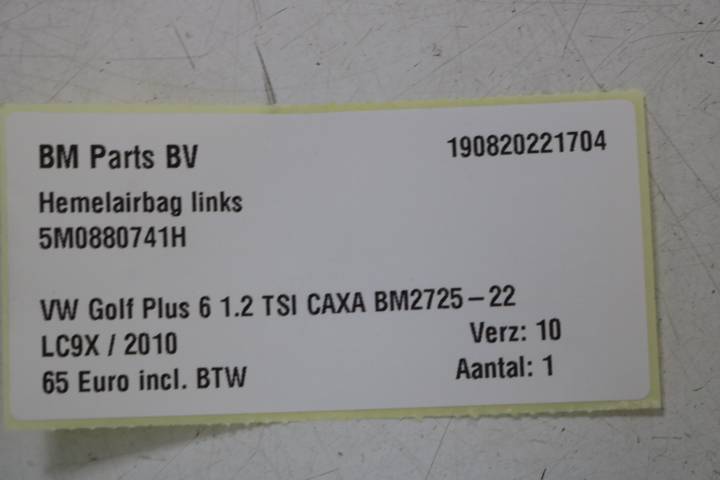 BM Parts BV 190820221704
Hemelairbag links
5M0880741H
VW Golf Plus 6 1.2 TSI CAXA BM2725-22
LC9X / 2010 Verz: 10
65 Euro incl. BTW Aantal: 1